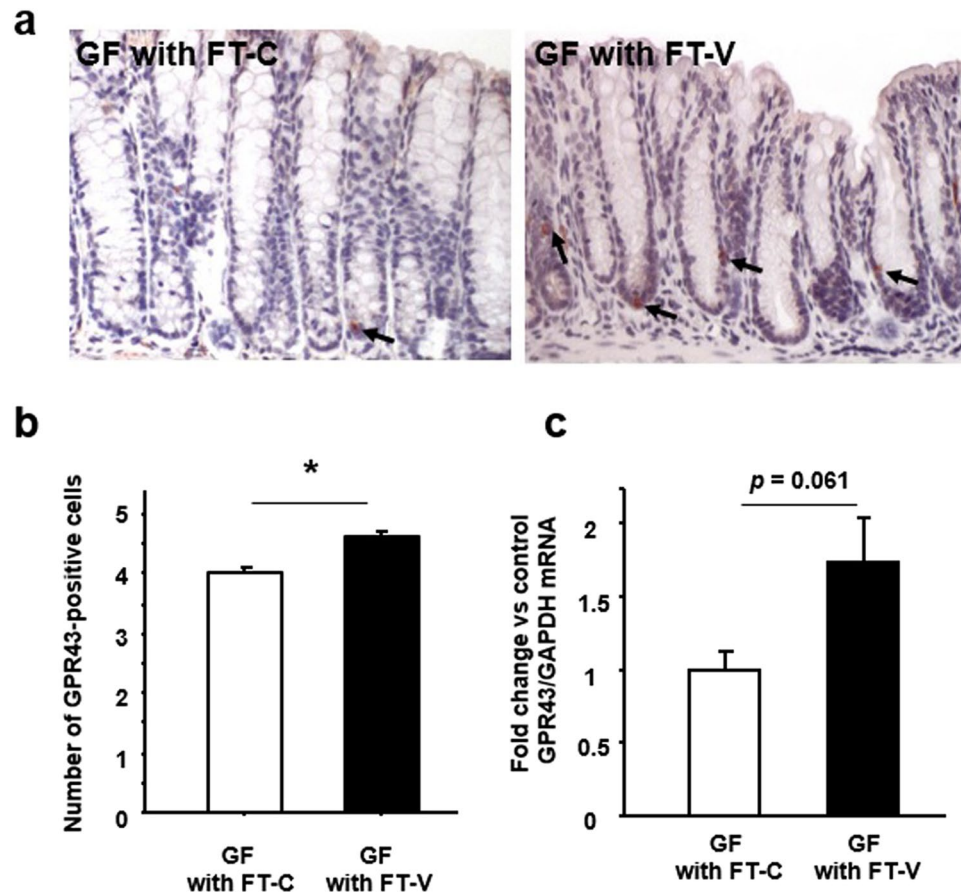 a
GF with FT-C
GF with FT-V
b
Number of GPR43-positive cells
5
4
3
2
1
0
*
GF
with FT-C
GF
with FT-V
c
Fold change vs control
GPR43/GAPDH mRNA
2
1.5
1
0.5
0
p = 0.061
GF
with FT-C
GF
with FT-V